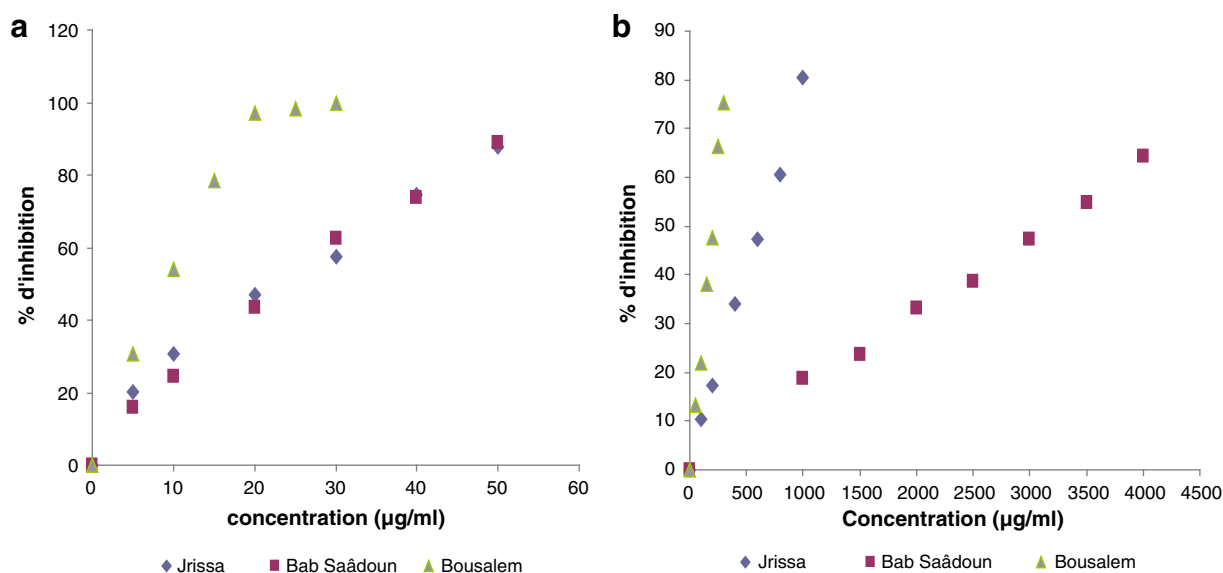 a
120
100
80
60
40
20
0
% d'inhibition
0 10 20 30 40 50 60
concentration (µg/ml)
Jrissa Bab Saâdoun Bousalem
b
90
80
70
60
50
40
30
20
10
0
% d'inhibition
0 500 1000 1500 2000 2500 3000 3500 4000 4500
Concentration (µg/ml)
Jrissa Bab Saâdoun Bousalem